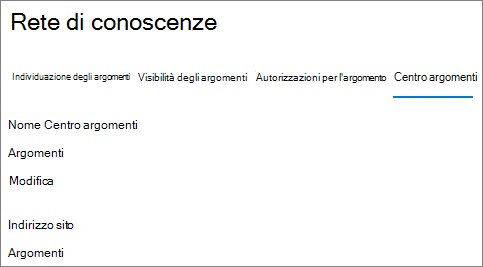 Rete di conoscenze
Individuazione degli argomenti Visibilità degli argomenti Autorizzazioni per l'argomento Centro argomenti
Nome Centro argomenti
Argomenti
Modifica
Indirizzo sito
Argomenti